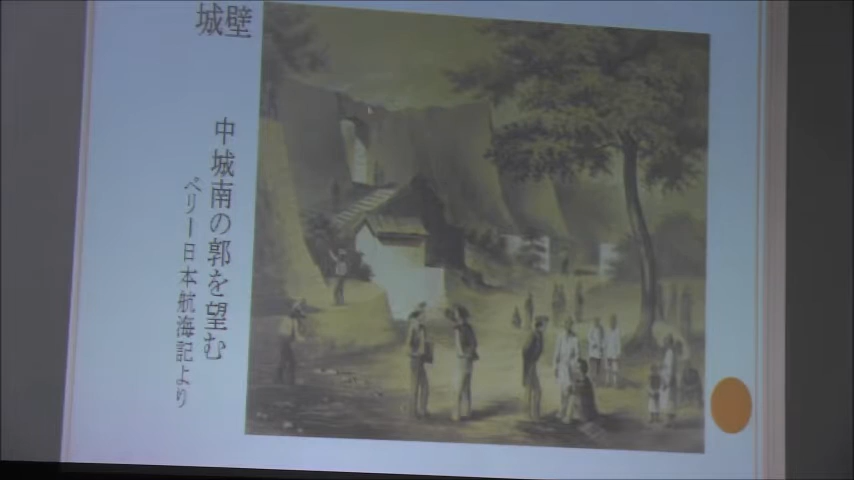 城壁
中城南の郭を望む
ペリー日本航海記より